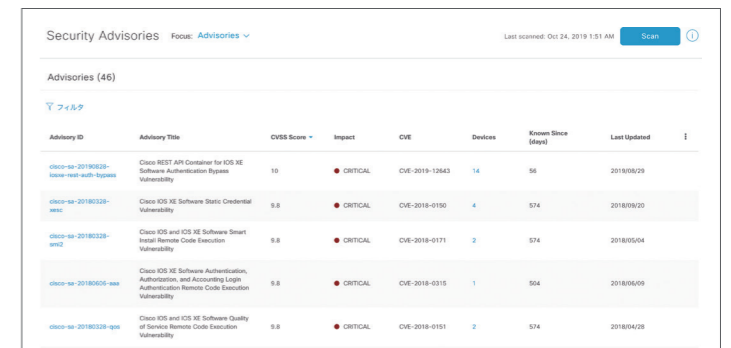 Security Advisories Focus: Advisories Last scanned: Oct 24, 2019 1:51 AM Scan i
Advisories (46)
フィルタ
Advisory ID Advisory Title CVSS Score Impact CVE Devices Known Since (days) Last Updated
cisco-sa-20190828-
iosxe-rest-auth-bypass
Cisco REST API Container for IOS XE
Software Authentication Bypass
Vulnerability
10 CRITICAL CVE-2019-12643 14 56 2019/08/29
cisco-sa-20180328-
xesc
Cisco IOS XE Software Static Credential
Vulnerability
9.8 CRITICAL CVE-2018-0150 4 574 2018/09/20
cisco-sa-20180328-
smi2
Cisco IOS and IOS XE Software Smart
Install Remote Code Execution
Vulnerability
9.8 CRITICAL CVE-2018-0171 2 574 2018/05/04
cisco-sa-20180606-aaa
Cisco IOS XE Software Authentication,
Authorization, and Accounting Login
Authentication Remote Code Execution
Vulnerability
9.8 CRITICAL CVE-2018-0315 1 504 2018/06/09
cisco-sa-20180328-qos
Cisco IOS and IOS XE Software Quality
of Service Remote Code Execution
Vulnerability
9.8 CRITICAL CVE-2018-0151 2 574 2018/04/28